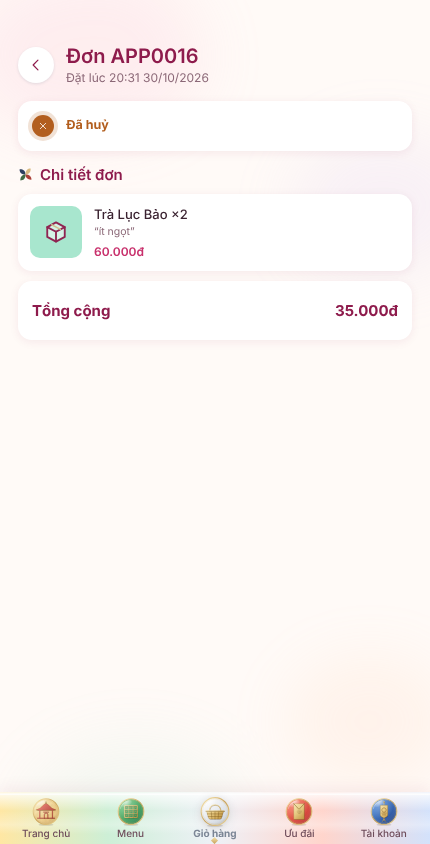 Đơn APP0016
Đặt lúc 20:31 30/10/2026
Đã huỷ
Chi tiết đơn
Trà Lục Bảo ×2
"ít ngọt"
60.000đ
Tổng cộng 35.000đ
Trang chủ Menu Giỏ hàng Ưu đãi Tài khoản